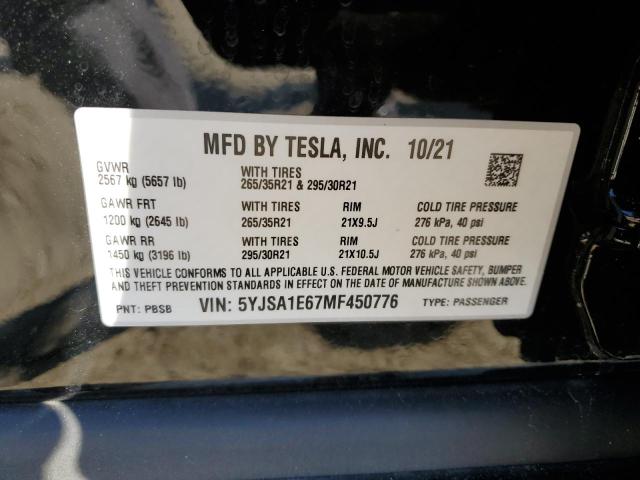 MFD BY TESLA, INC. 10/21
GVWR
2567 kg (5657 lb)
WITH TIRES
265/35R21 & 295/30R21
GAWR FRT
1200 kg (2645 lb)
WITH TIRES
265/35R21
RIM
21X9.5J
COLD TIRE PRESSURE
276 kPa, 40 psi
GAWR RR
1450 kg (3196 lb)
WITH TIRES
295/30R21
RIM
21X10.5J
COLD TIRE PRESSURE
276 kPa, 40 psi
THIS VEHICLE CONFORMS TO ALL APPLICABLE U.S. FEDERAL MOTOR VEHICLE SAFETY, BUMPER
AND THEFT PREVENTION STANDARDS IN EFFECT ON THE DATE OF MANUFACTURE SHOWN ABOVE.
PNT: PBSB VIN: 5YJSA1E67MF450776 TYPE: PASSENGER